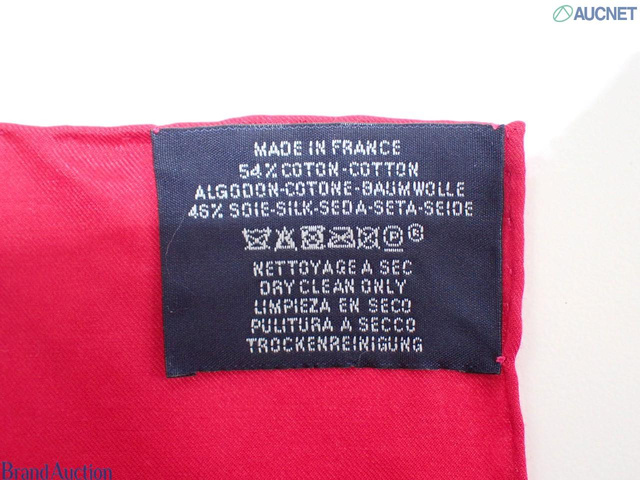 AUCNET
MADE IN FRANCE
54% COTON-COTTON
ALGODON-COTONE-BAUMWOLLE
46% SOIE-SILK-SEDA-SETA-SEIDE
P ®
NETTOYAGE A SEC
DRY CLEAN ONLY
LIMPIEZA EN SECO
PULITURA A SECCO
TROCKENREINIGUNG
Brand Auction